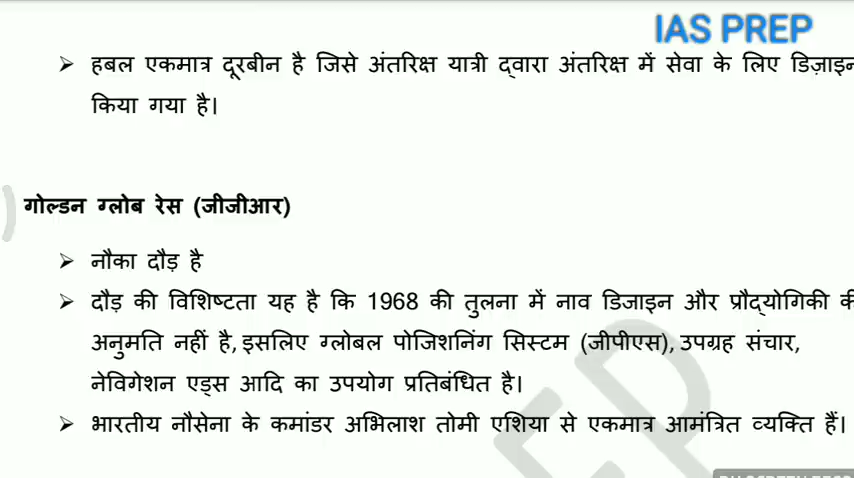 IAS PREP
➢ हबल एकमात्र दूरबीन है जिसे अंतरिक्ष यात्री द्वारा अंतरिक्ष में सेवा के लिए डिज़ाइन
किया गया है।
गोल्डन ग्लोब रेस (जीजीआर)
➢ नौका दौड़ है
➢ दौड़ की विशिष्टता यह है कि 1968 की तुलना में नाव डिजाइन और प्रौद्योगिकी की
अनुमति नहीं है,इसलिए ग्लोबल पोजिशनिंग सिस्टम (जीपीएस),उपग्रह संचार,
नेविगेशन एड्स आदि का उपयोग प्रतिबंधित है।
➢ भारतीय नौसेना के कमांडर अभिलाश तोमी एशिया से एकमात्र आमंत्रित व्यक्ति हैं।